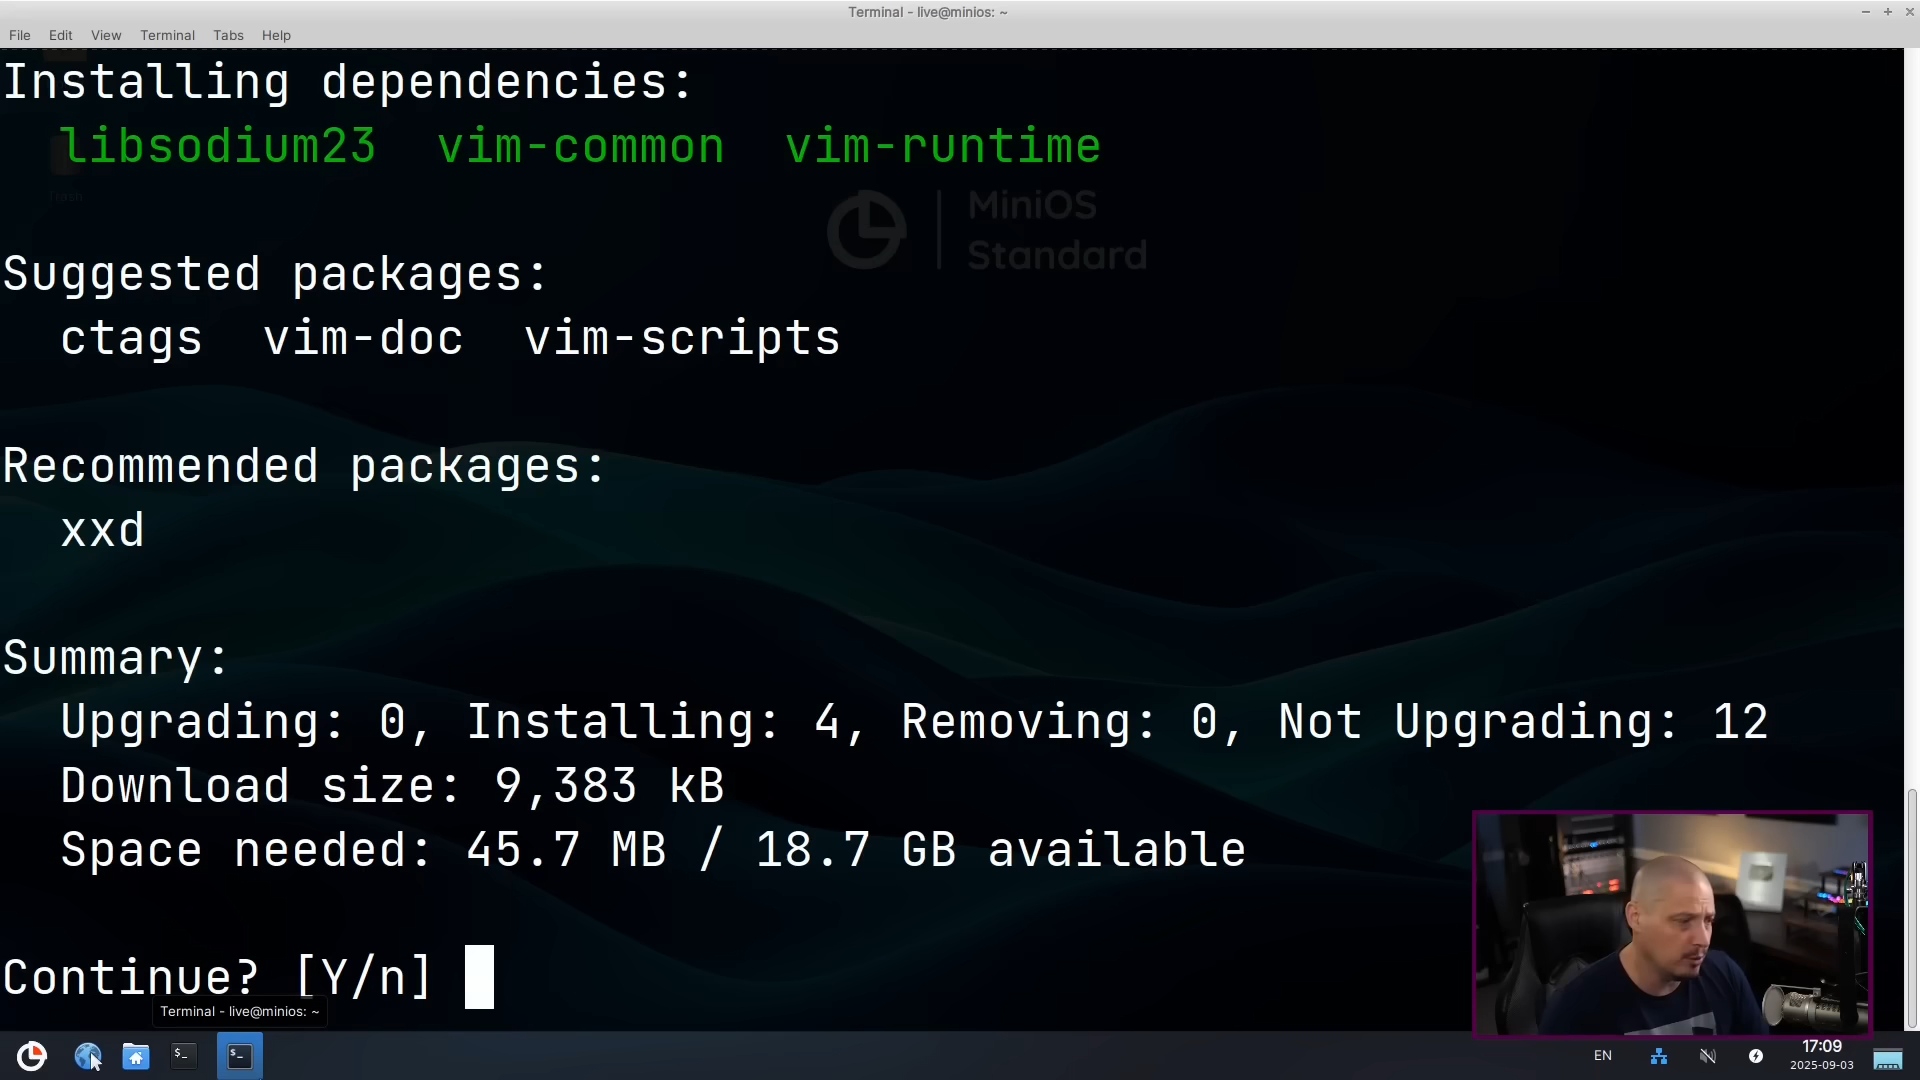 Terminal - live@minios: ~
File Edit View Terminal Tabs Help
Installing dependencies:
libsodium23 vim-common vim-runtime
Trash
MiniOS
Standard
Suggested packages:
ctags vim-doc vim-scripts
Recommended packages:
xxd
Summary:
Upgrading: 0, Installing: 4, Removing: 0, Not Upgrading: 12
Download size: 9,383 kB
Space needed: 45.7 MB / 18.7 GB available
Continue? [Y/n]
Terminal - live@minios: ~
$-
$-
EN
17:09
2025-09-03